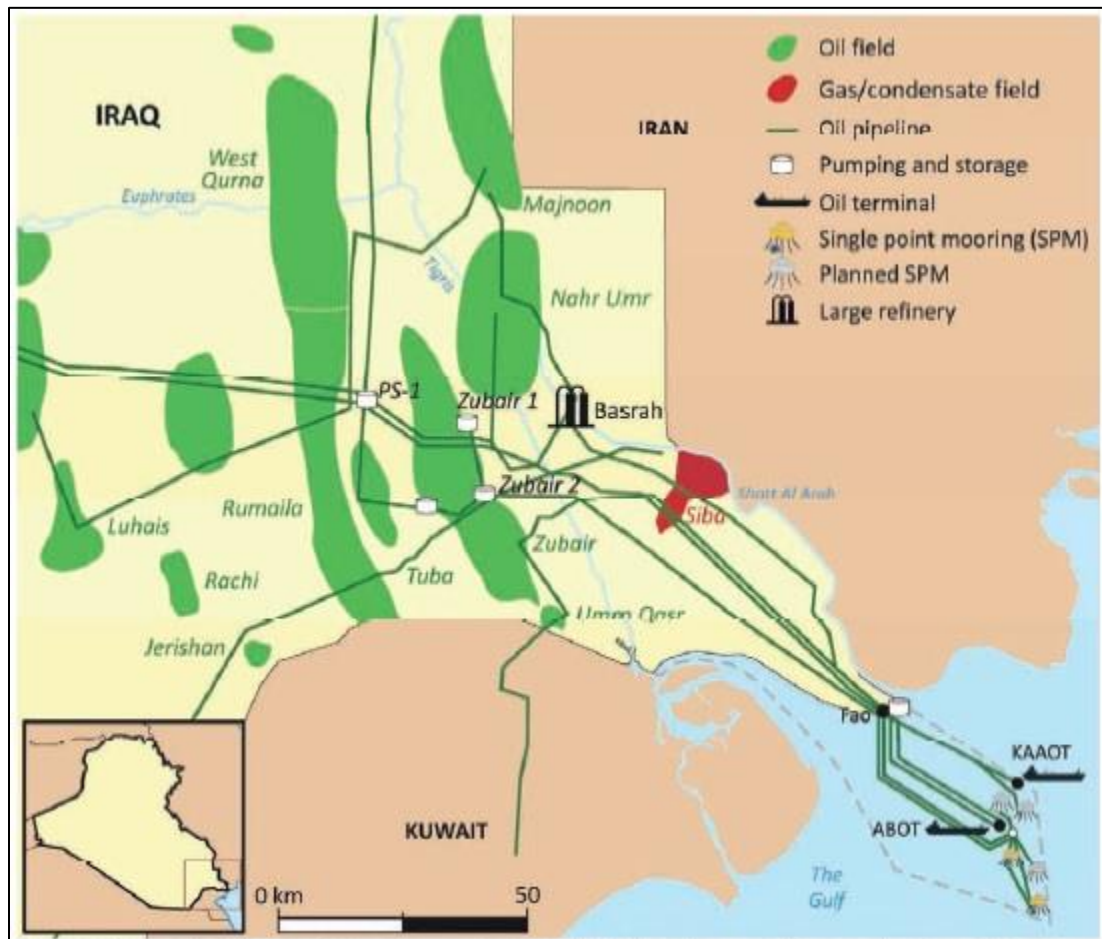 IRAQ
IRAN
Oil field
Gas/condensate field
Oil pipeline
Pumping and storage
Oil terminal
Single point mooring (SPM)
Planned SPM
Large refinery
West
Qurna
Euphrates
Majnoon
Tigris
Nahr Umr
PS-1
Zubair 1
Basrah
Zubair 2
Shatt Al Arab
Siba
Luhais
Rumaila
Zubair
Rachi
Tuba
Umm Qasr
Jerishan
Fao
KAAOT
ABOT
KUWAIT
The
Gulf
0 km
50